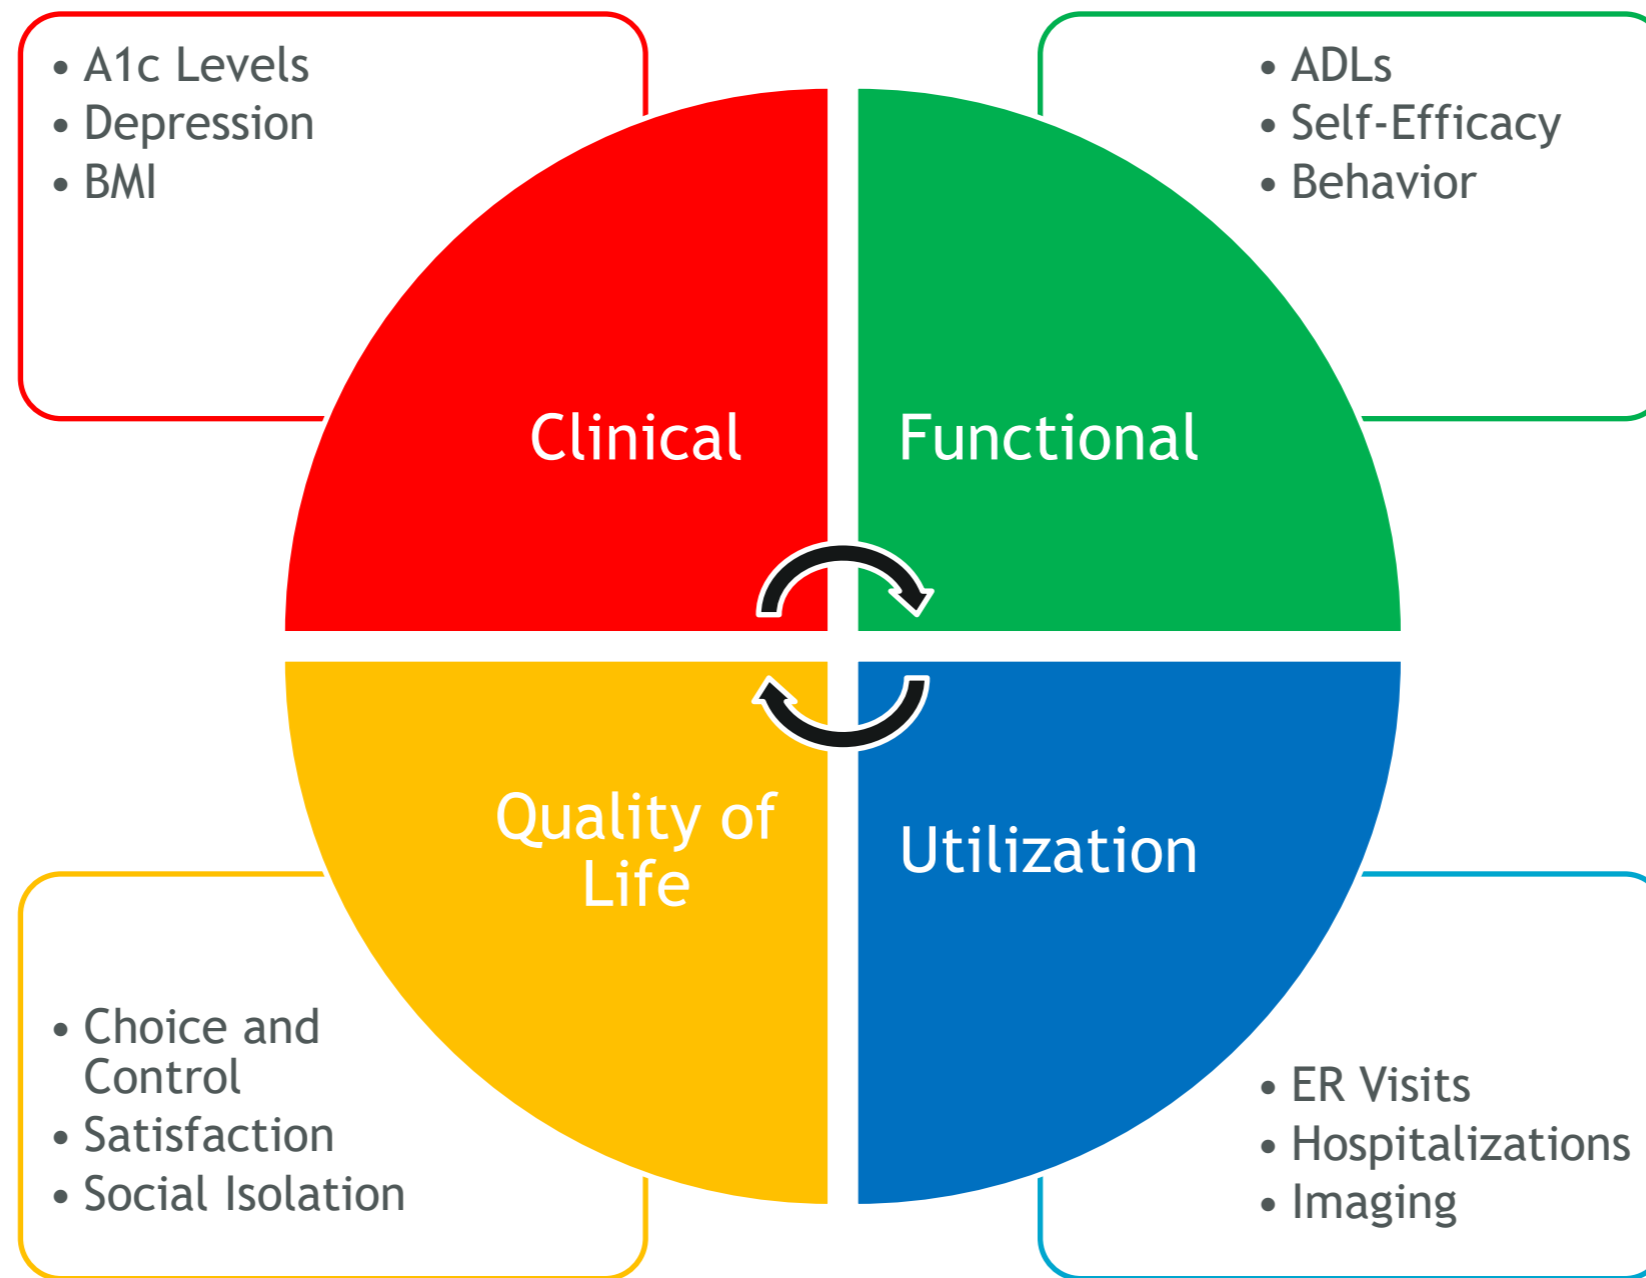 • A1c Levels
• Depression
• BMI
• ADLs
• Self-Efficacy
• Behavior
Clinical
Functional
Quality of
Life
Utilization
• Choice and
Control
• Satisfaction
• Social Isolation
• ER Visits
• Hospitalizations
• Imaging